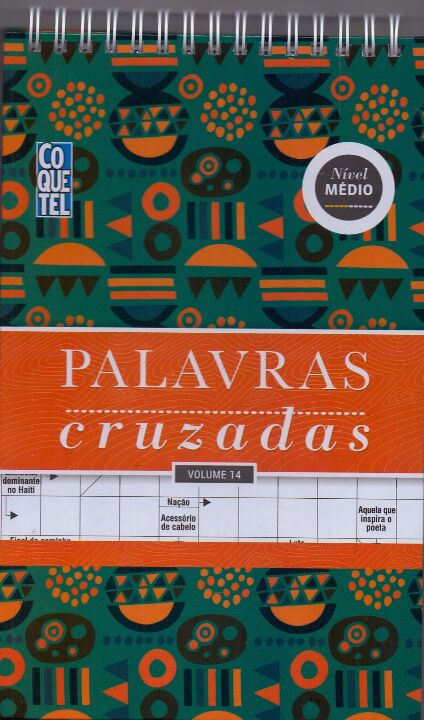 CO
QUE
TEL
Nível
MÉDIO
PALAVRAS
cruzadas
VOLUME 14
dominante
no Haiti
Nação
Acessório
de cabelo
Aquela que
inspira o
poeta